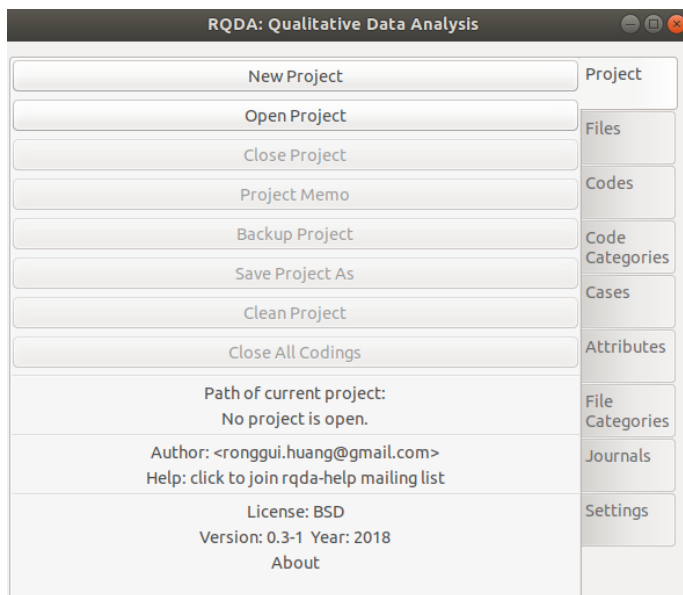 RQDA: Qualitative Data Analysis
New Project
Open Project
Close Project
Project Memo
Backup Project
Save Project As
Clean Project
Close All Codings
Path of current project:
No project is open.
Author: <ronggui.huang@gmail.com>
Help: click to join rqda-help mailing list
License: BSD
Version: 0.3-1 Year: 2018
About
Project
Files
Codes
Code
Categories
Cases
Attributes
File
Categories
Journals
Settings